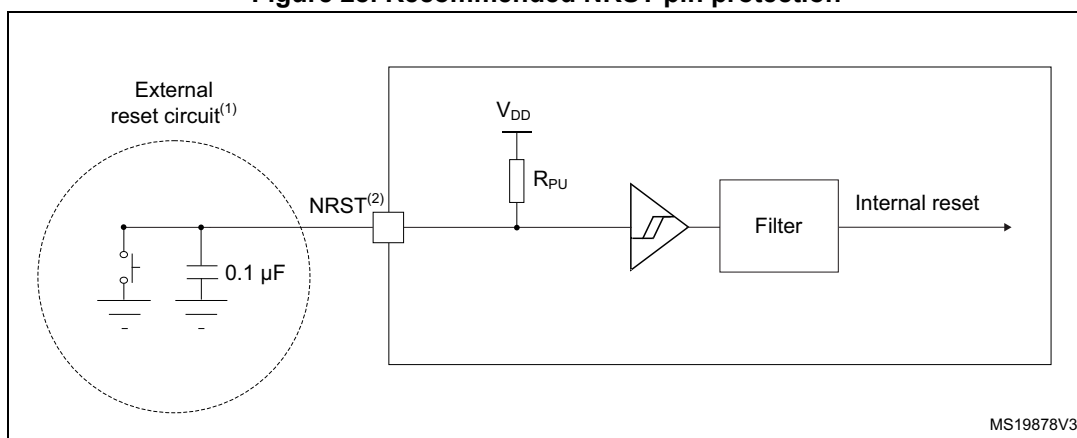 External
reset circuit(1)
VDD
RPU
NRST(2)
0.1 µF
Filter
Internal reset
MS19878V3